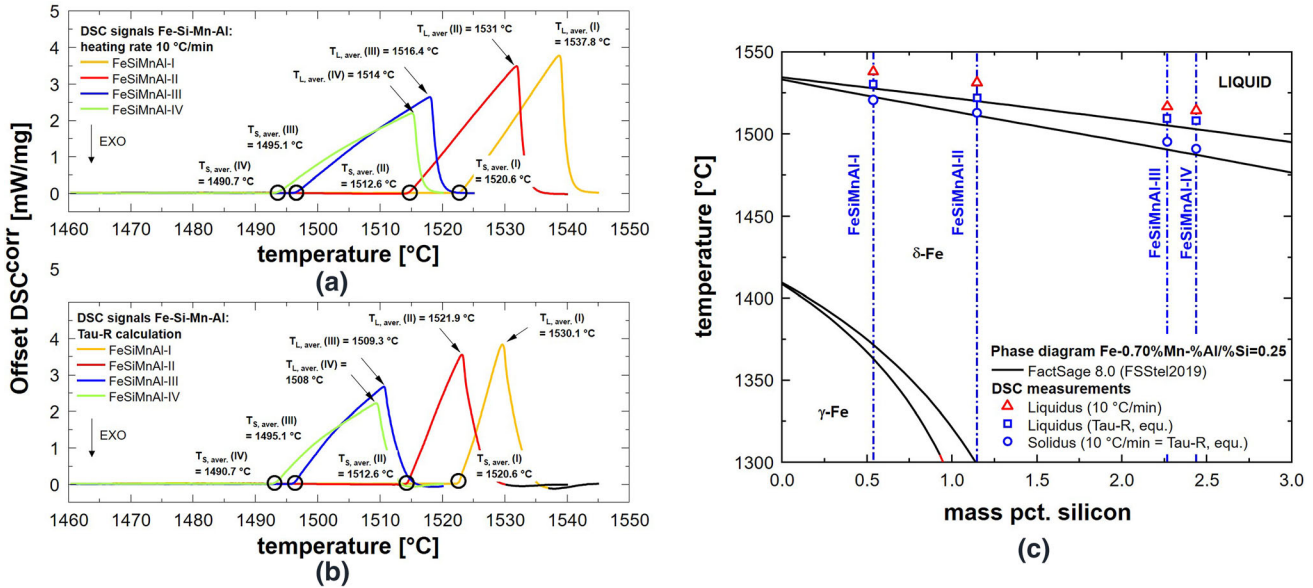 Offset DSC^corr [mW/mg]
DSC signals Fe-Si-Mn-Al:
heating rate 10 °C/min
FeSiMnAl-I
FeSiMnAl-II
FeSiMnAl-III
FeSiMnAl-IV
EXO
T_L, aver. (II) = 1531 °C
T_L, aver. (I)
= 1537.8 °C
T_L, aver. (III) = 1516.4 °C
T_L, aver. (IV) = 1514 °C
T_S, aver. (III)
= 1495.1 °C
T_S, aver. (IV)
= 1490.7 °C
T_S, aver. (II)
= 1512.6 °C
T_S, aver. (I)
= 1520.6 °C
5
4
3
2
1
0
1460 1470 1480 1490 1500 1510 1520 1530 1540 1550
temperature [°C]
(a)
5
DSC signals Fe-Si-Mn-Al:
Tau-R calculation
FeSiMnAl-I
FeSiMnAl-II
FeSiMnAl-III
FeSiMnAl-IV
EXO
T_L, aver. (II)
= 1521.9 °C
T_L, aver. (I)
= 1530.1 °C
T_L, aver. (III) = 1509.3 °C
T_L, aver. (IV) =
1508 °C
T_S, aver. (III)
= 1495.1 °C
T_S, aver. (IV)
= 1490.7 °C
T_S, aver. (II)
= 1512.6 °C
T_S, aver. (I)
= 1520.6 °C
4
3
2
1
0
1460 1470 1480 1490 1500 1510 1520 1530 1540 1550
temperature [°C]
(b)
temperature [°C]
1550
1500
1450
1400
1350
1300
LIQUID
FeSiMnAl-I
FeSiMnAl-II
FeSiMnAl-III
FeSiMnAl-IV
δ-Fe
γ-Fe
Phase diagram Fe-0.70%Mn-%Al/%Si=0.25
FactSage 8.0 (FSStel2019)
DSC measurements
Liquidus (10 °C/min)
Liquidus (Tau-R, equ.)
Solidus (10 °C/min = Tau-R, equ.)
0.0 0.5 1.0 1.5 2.0 2.5 3.0
mass pct. silicon
(c)